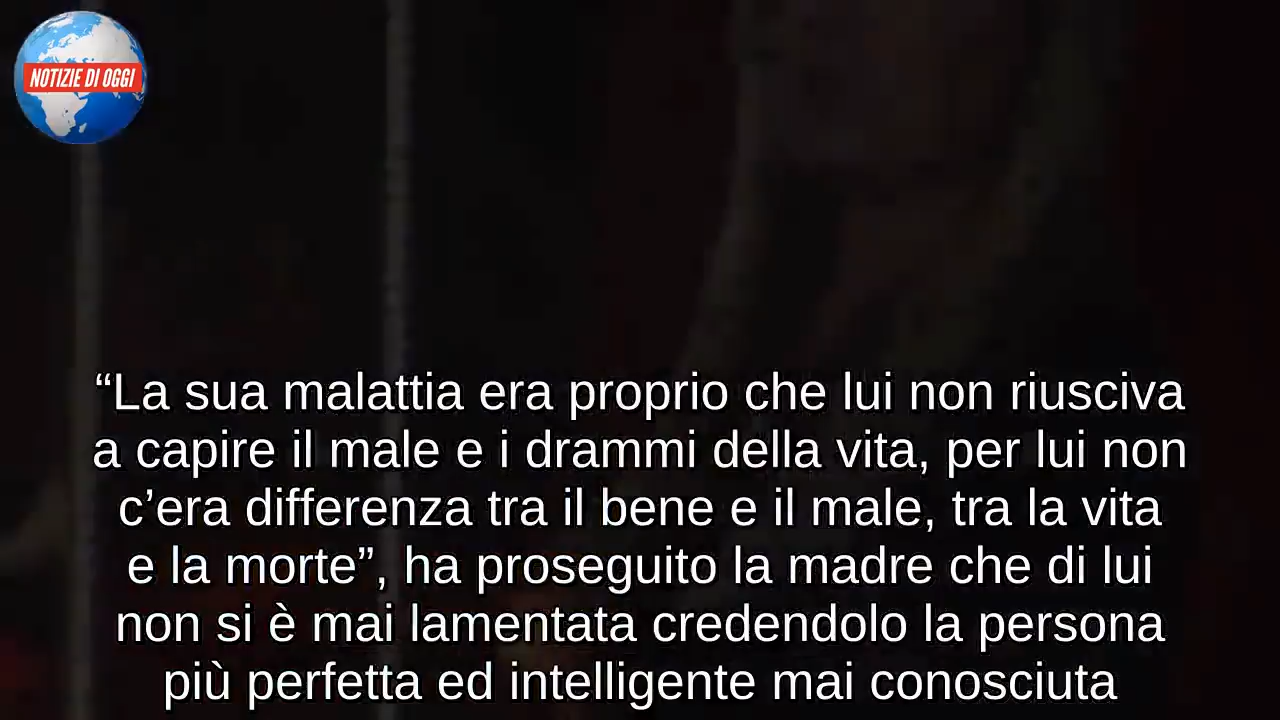 NOTIZIE DI OGGI
“La sua malattia era proprio che lui non riusciva
a capire il male e i drammi della vita, per lui non
c’era differenza tra il bene e il male, tra la vita
e la morte”, ha proseguito la madre che di lui
non si è mai lamentata credendolo la persona
più perfetta ed intelligente mai conosciuta